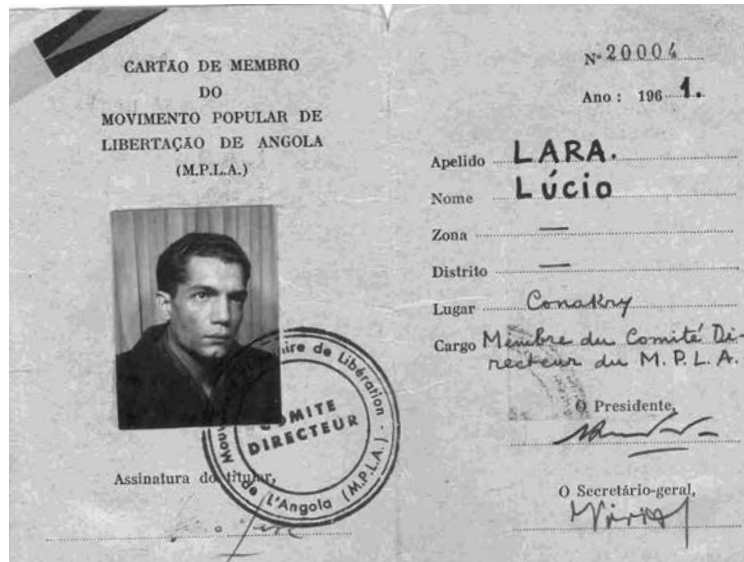 CARTÃO DE MEMBRO
DO
MOVIMENTO POPULAR DE
LIBERTAÇÃO DE ANGOLA
(M.P.L.A.)
COMITE
DIRECTEUR
de Libération
de L'Angola (M.P.L.A.) -
Assinatura do titular,
Nº 20004
Ano : 1961.
Apelido LARA.
Nome Lúcio
Zona —
Distrito —
Lugar Conakry
Cargo Membre du Comité Di-
recteur du M.P.L.A.
O Presidente,
O Secretário-geral,